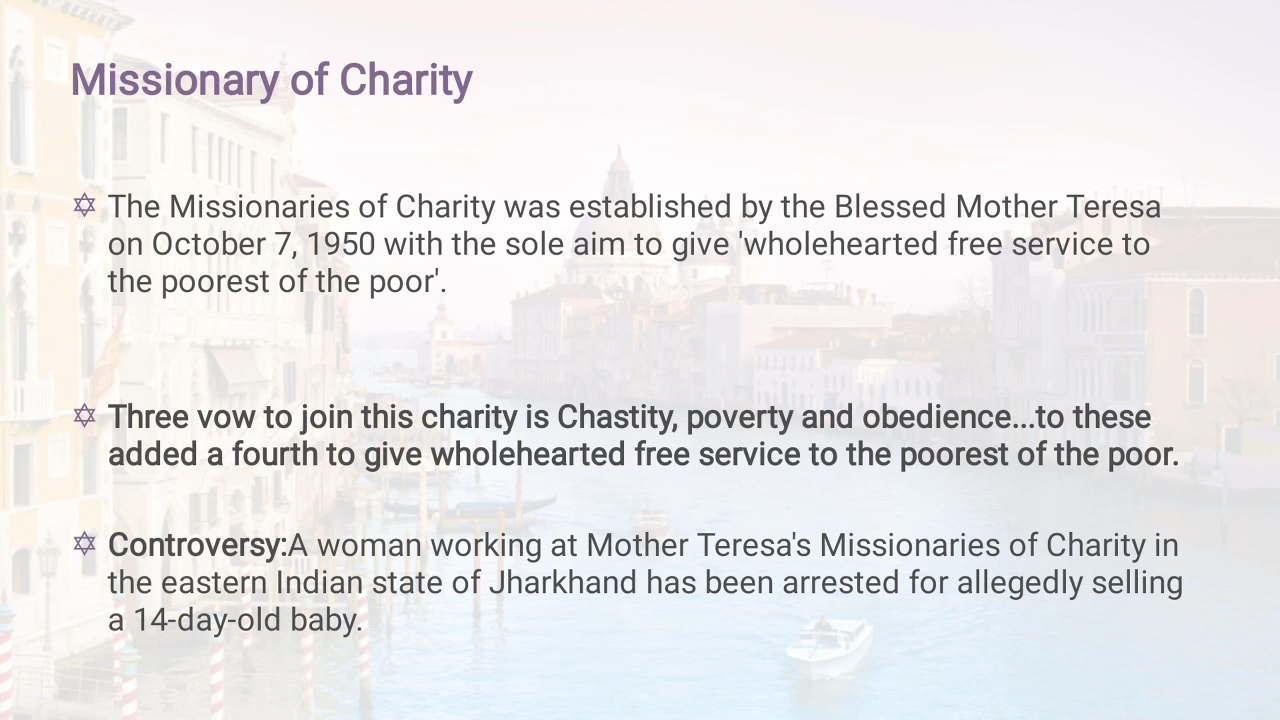 Missionary of Charity
The Missionaries of Charity was established by the Blessed Mother Teresa
on October 7, 1950 with the sole aim to give 'wholehearted free service to
the poorest of the poor'.
Three vow to join this charity is Chastity, poverty and obedience...to these
added a fourth to give wholehearted free service to the poorest of the poor.
Controversy:A woman working at Mother Teresa's Missionaries of Charity in
the eastern Indian state of Jharkhand has been arrested for allegedly selling
a 14-day-old baby.